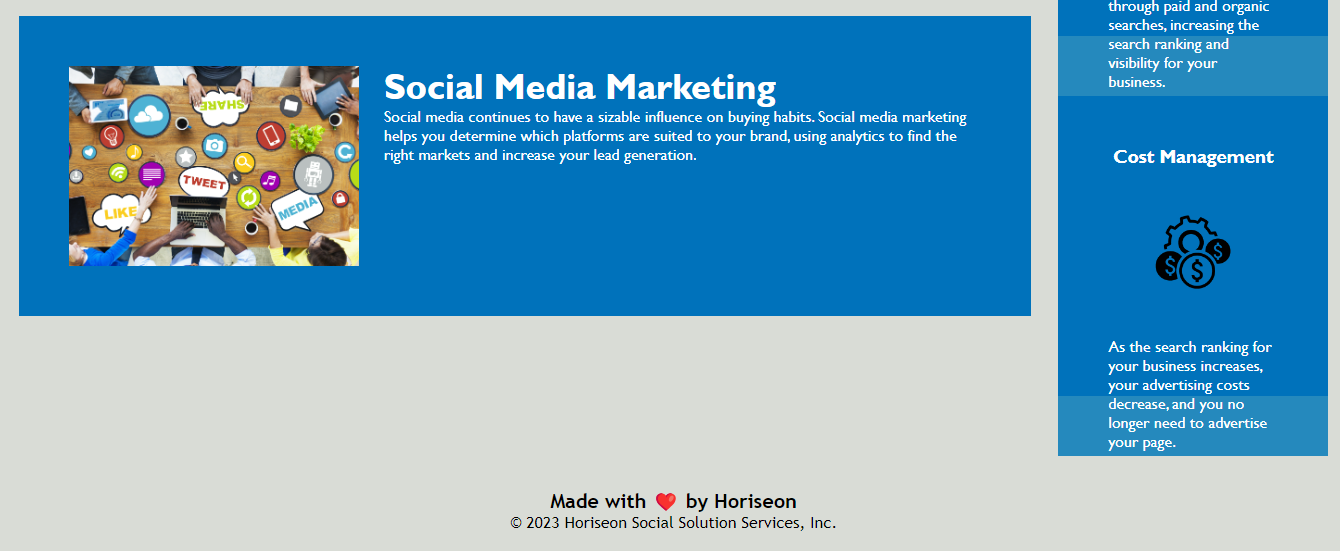 Social Media Marketing
Social media continues to have a sizable influence on buying habits. Social media marketing
helps you determine which platforms are suited to your brand, using analytics to find the
right markets and increase your lead generation.
SHARE
TWEET
LIKE
MEDIA
through paid and organic
searches, increasing the
search ranking and
visibility for your
business.
Cost Management
$ $ $
As the search ranking for
your business increases,
your advertising costs
decrease, and you no
longer need to advertise
your page.
Made with ❤️ by Horiseon
© 2023 Horiseon Social Solution Services, Inc.